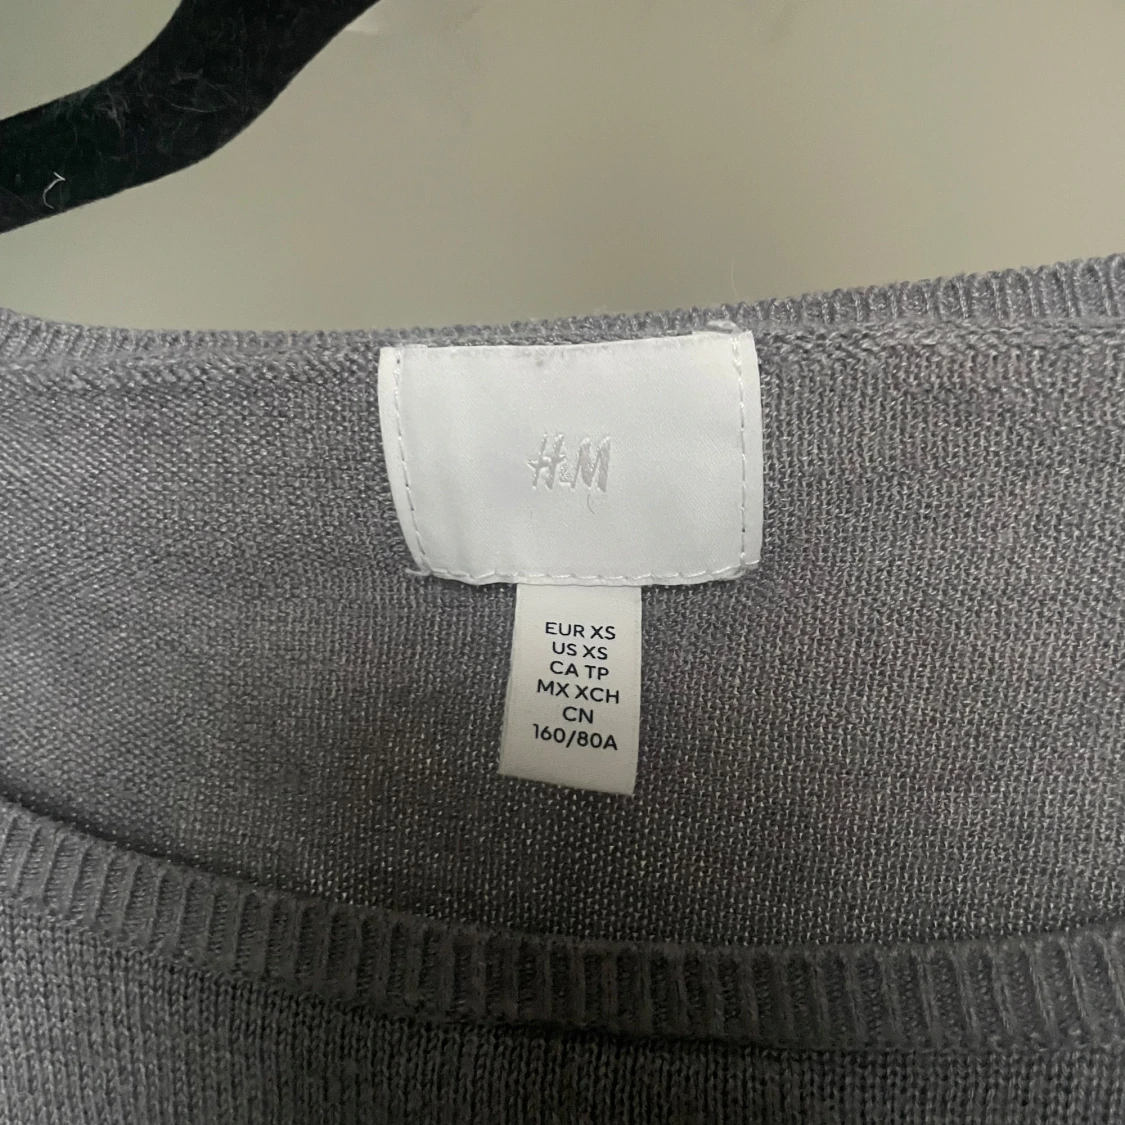 H&M
EUR XS
US XS
CA TP
MX XCH
CN
160/80A